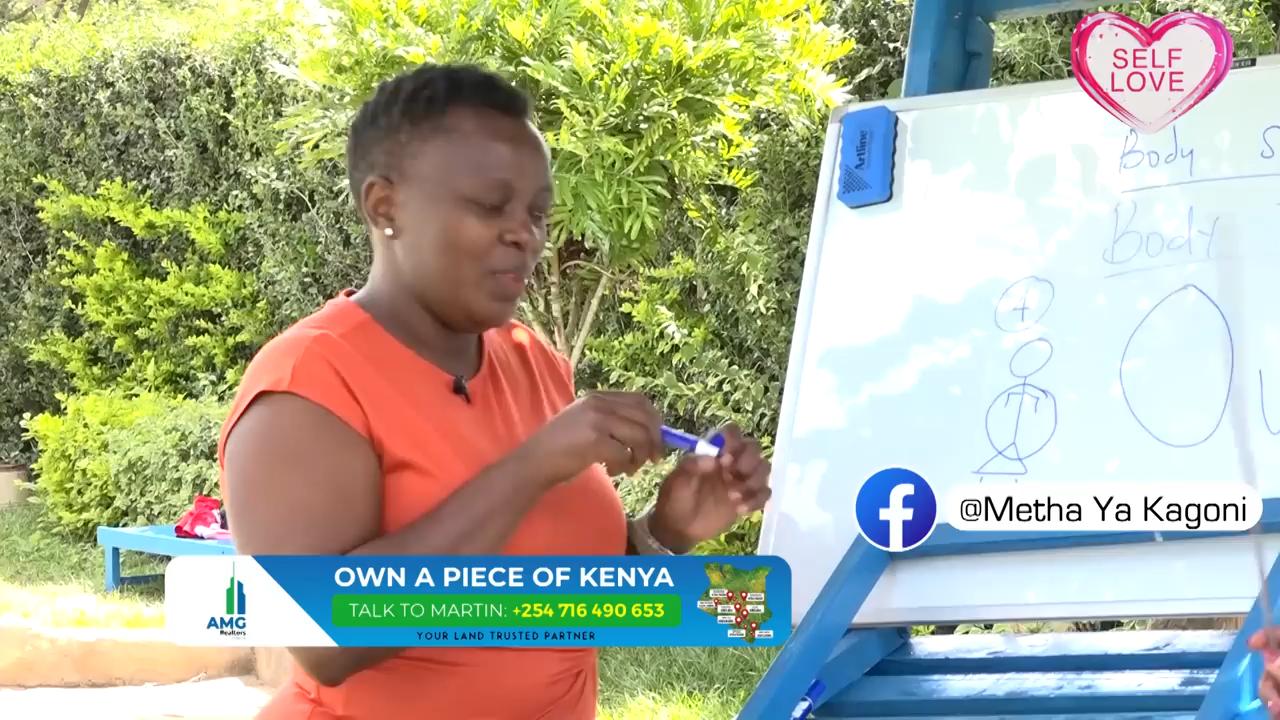 SELF
LOVE
Artline
Body
S
Body
4
@Metha Ya Kagoni
OWN A PIECE OF KENYA
TALK TO MARTIN: +254 716 490 653
YOUR LAND TRUSTED PARTNER
AMG
Realtors